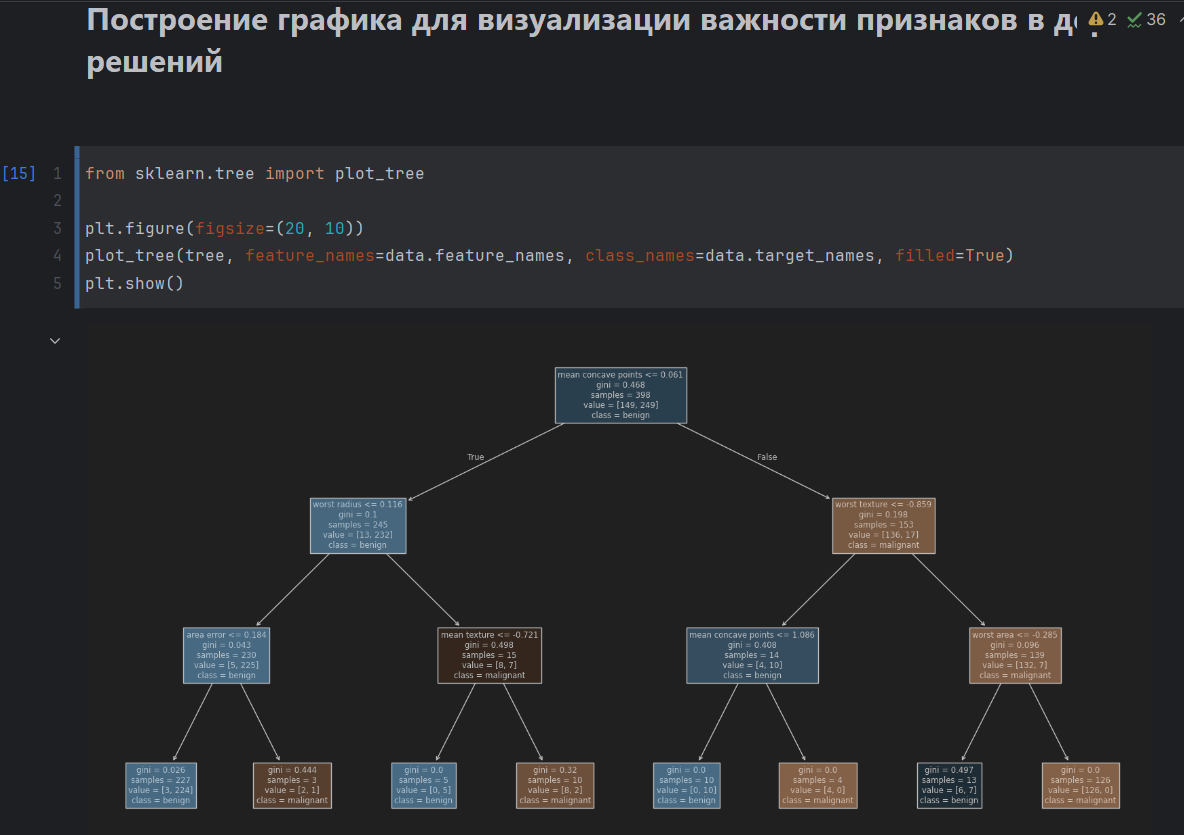 Построение графика для визуализации важности признаков в
2
36
решений
[15]
1 from sklearn.tree import plot_tree
2
3 plt.figure(figsize=(20, 10))
4 plot_tree(tree, feature_names=data.feature_names, class_names=data.target_names, filled=True)
5 plt.show()
mean concave points <= 0.061
gini = 0.468
samples = 398
value = [149, 249]
class = benign
True
False
worst radius <= 0.116
gini = 0.1
samples = 245
value = [13, 232]
class = benign
worst texture <= -0.859
gini = 0.198
samples = 153
value = [136, 17]
class = malignant
area error <= 0.184
gini = 0.043
samples = 230
value = [5, 225]
class = benign
mean texture <= -0.721
gini = 0.498
samples = 15
value = [8, 7]
class = malignant
mean concave points <= 1.086
gini = 0.408
samples = 14
value = [4, 10]
class = benign
worst area <= -0.285
gini = 0.096
samples = 139
value = [132, 7]
class = malignant
gini = 0.026
samples = 227
value = [3, 224]
class = benign
gini = 0.444
samples = 3
value = [2, 1]
class = malignant
gini = 0.0
samples = 5
value = [0, 5]
class = benign
gini = 0.32
samples = 10
value = [8, 2]
class = malignant
gini = 0.0
samples = 10
value = [0, 10]
class = benign
gini = 0.0
samples = 4
value = [4, 0]
class = malignant
gini = 0.497
samples = 13
value = [6, 7]
class = benign
gini = 0.0
samples = 126
value = [126, 0]
class = malignant